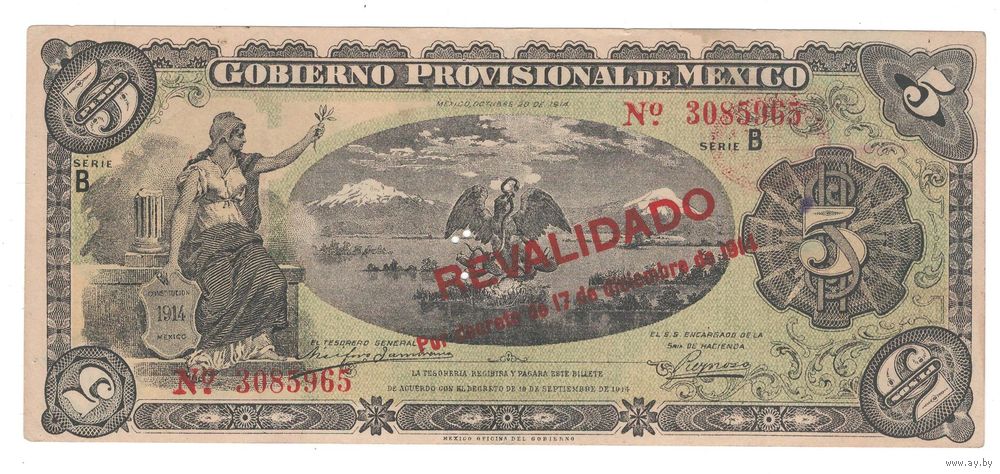 GOBIERNO PROVISIONAL DE MEXICO
MEXICO, OCTUBRE 20 DE 1914.
Nº 3085965
SERIE B
SERIE
B
5
5
REVALIDADO
Por decreto de 17 de diciembre de 1914
CONSTITUCION
1914
MEXICO
EL TESORERO GENERAL
EL S.S. ENCARGADO DE LA
SRIA. DE HACIENDA
Nº 3085965
LA TESORERIA REGISTRA Y PAGARA ESTE BILLETE
DE ACUERDO CON EL DECRETO DE 19 DE SEPTIEMBRE DE 1914
5
MEXICO OFICINA DEL GOBIERNO
www.ay.by